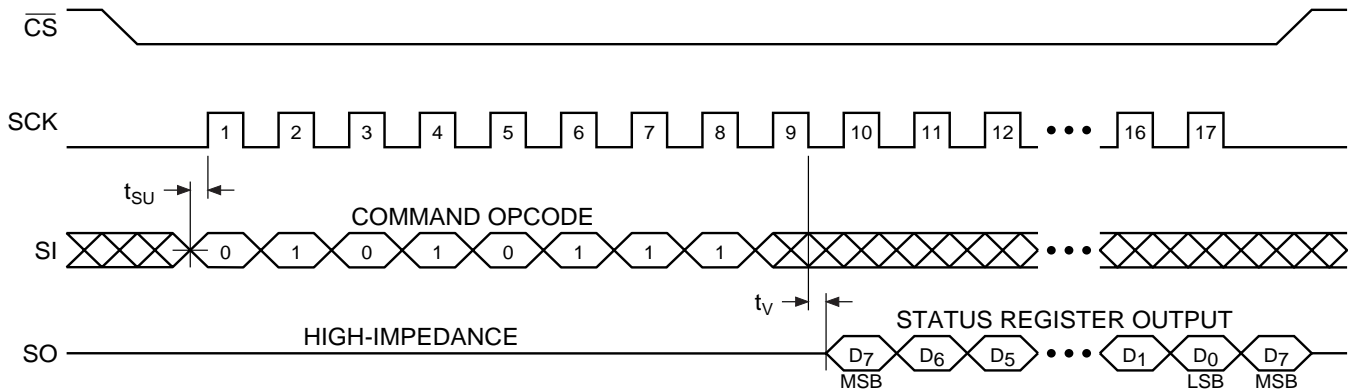 CS
SCK 1 2 3 4 5 6 7 8 9 10 11 12 • • • 16 17
tSU
COMMAND OPCODE
SI 0 1 0 1 0 1 1 1 • • •
tV
HIGH-IMPEDANCE STATUS REGISTER OUTPUT
SO D7 D6 D5 • • • D1 D0 D7
MSB LSB MSB